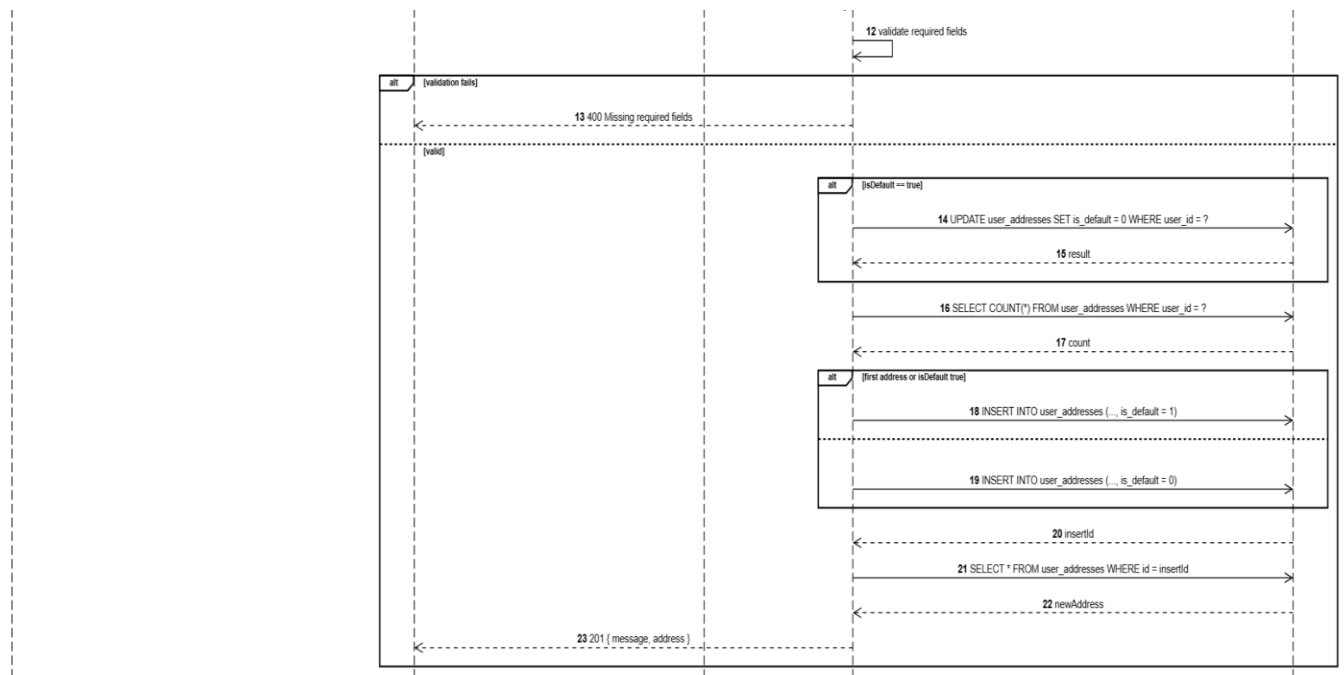 12 validate required fields
alt [validation fails]
13 400 Missing required fields
[valid]
alt [isDefault == true]
14 UPDATE user_addresses SET is_default = 0 WHERE user_id = ?
15 result
16 SELECT COUNT(*) FROM user_addresses WHERE user_id = ?
17 count
alt [first address or isDefault true]
18 INSERT INTO user_addresses (..., is_default = 1)
19 INSERT INTO user_addresses (..., is_default = 0)
20 insertId
21 SELECT * FROM user_addresses WHERE id = insertId
22 newAddress
23 201 { message, address }